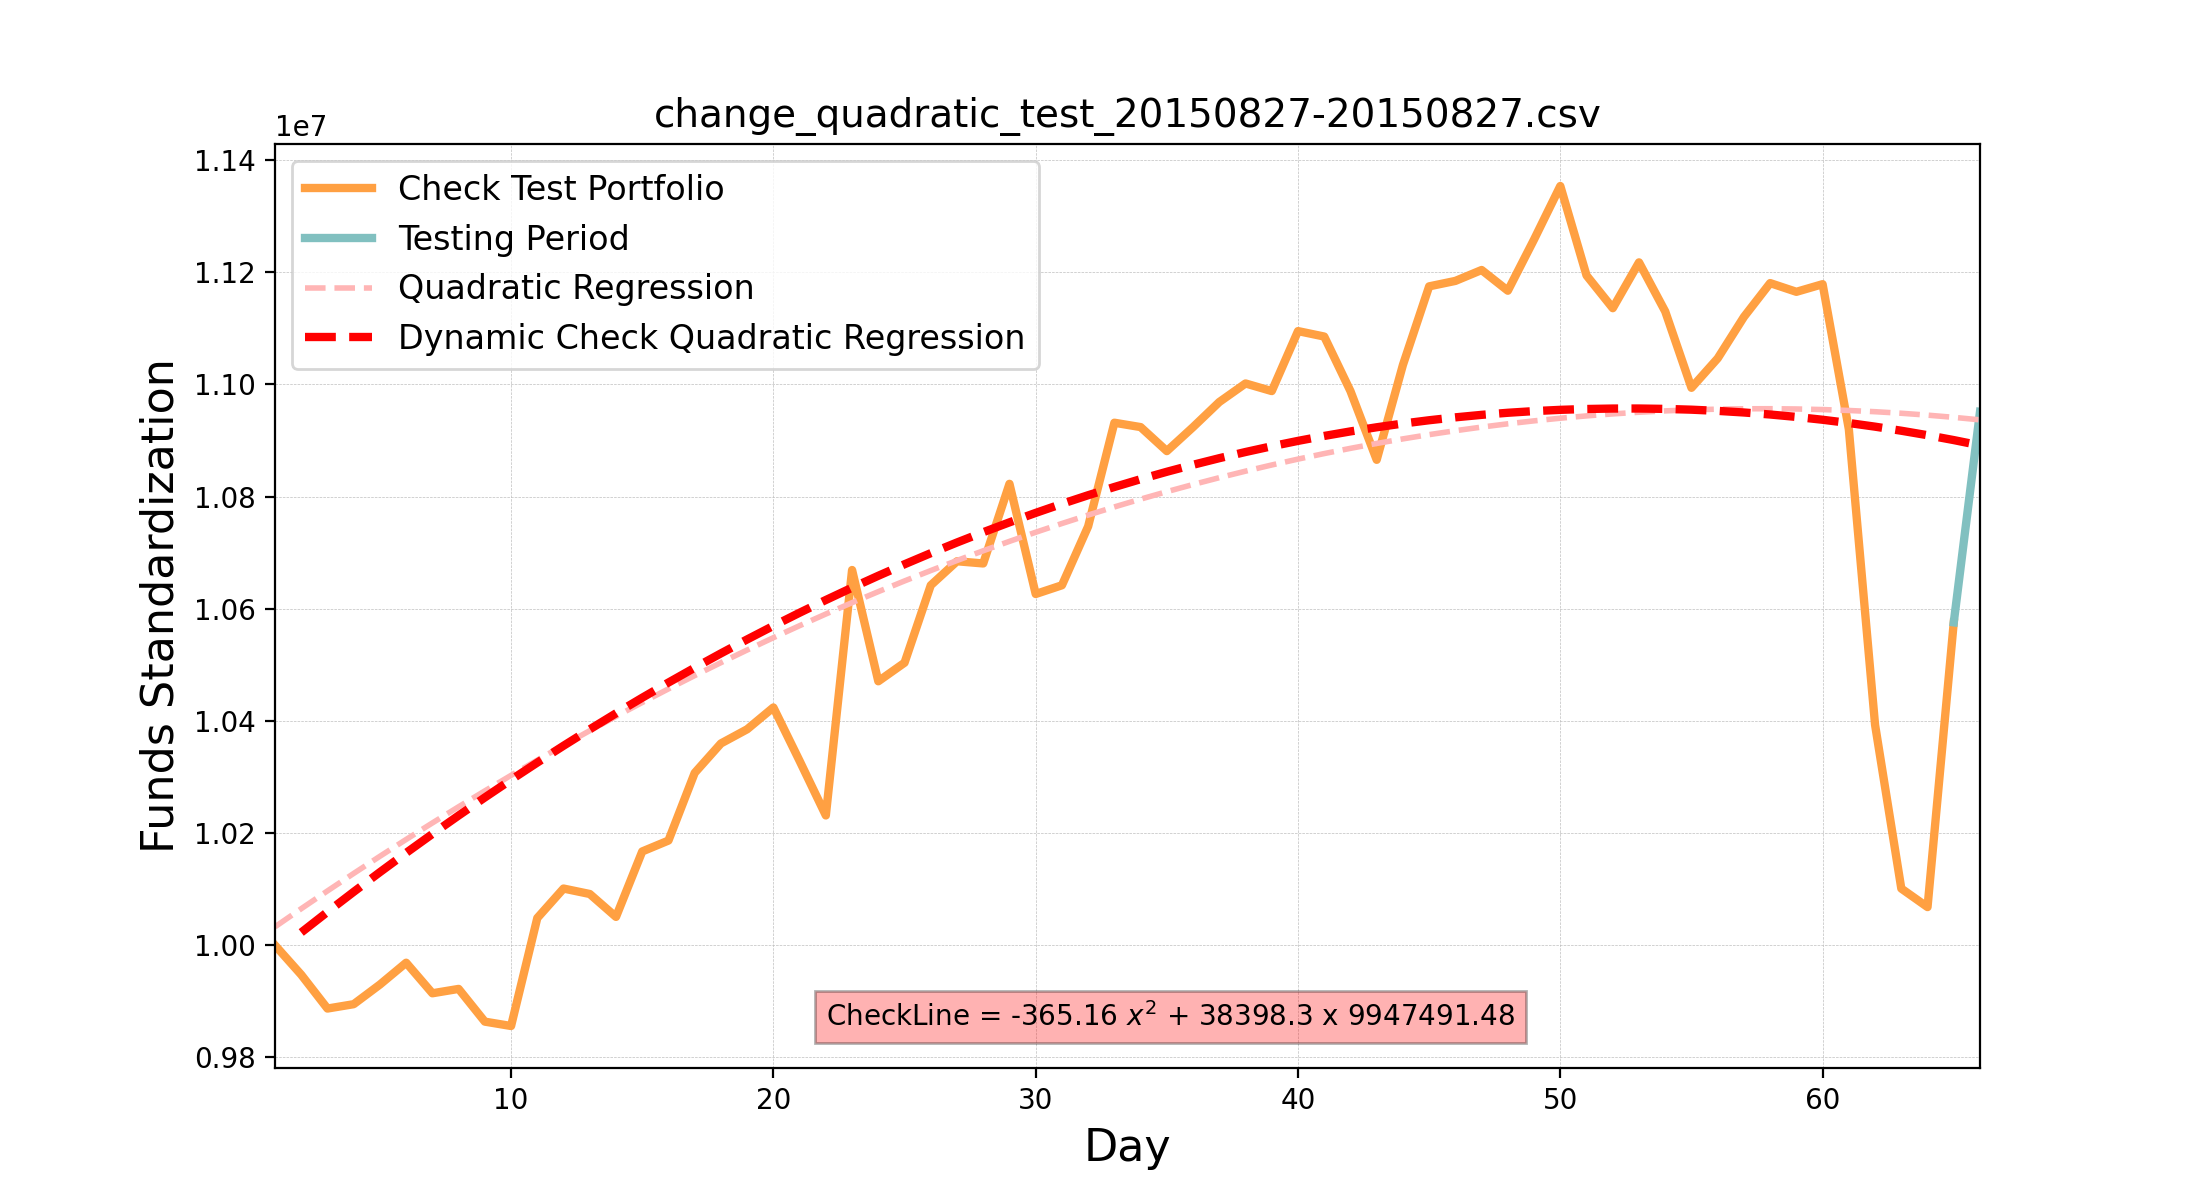 change_quadratic_test_20150827-20150827.csv
1e7
1.14
1.12
1.10
1.08
1.06
1.04
1.02
1.00
0.98
Funds Standardization
Check Test Portfolio
Testing Period
Quadratic Regression
Dynamic Check Quadratic Regression
CheckLine = -365.16 x² + 38398.3 x 9947491.48
10 20 30 40 50 60
Day